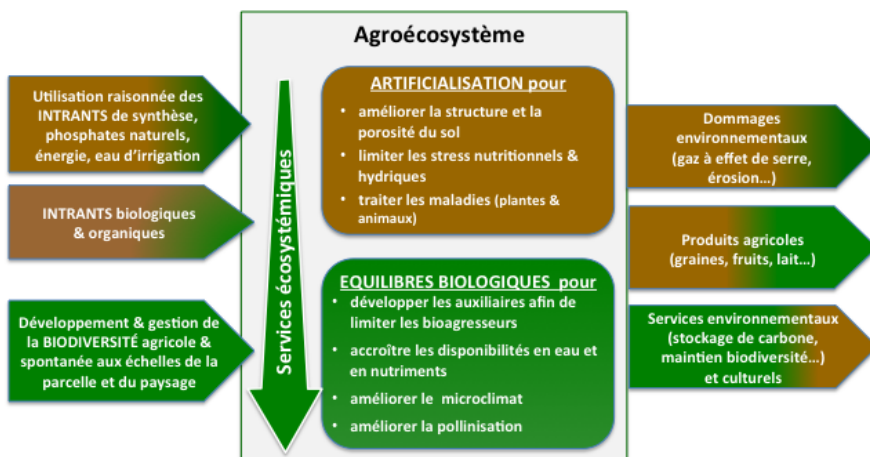 Agroécosystème
Utilisation raisonnée des
INTRANTS de synthèse,
phosphates naturels,
énergie, eau d'irrigation
INTRANTS biologiques
& organiques
Développement & gestion de
la BIODIVERSITÉ agricole &
spontanée aux échelles de la
parcelle et du paysage
Services écosystémiques
ARTIFICIALISATION pour
• améliorer la structure et la
porosité du sol
• limiter les stress nutritionnels &
hydriques
• traiter les maladies (plantes &
animaux)
EQUILIBRES BIOLOGIQUES pour
• développer les auxiliaires afin de
limiter les bioagresseurs
• accroître les disponibilités en eau et
en nutriments
• améliorer le microclimat
• améliorer la pollinisation
Dommages
environnementaux
(gaz à effet de serre,
érosion…)
Produits agricoles
(graines, fruits, lait…)
Services environnementaux
(stockage de carbone,
maintien biodiversité…)
et culturels